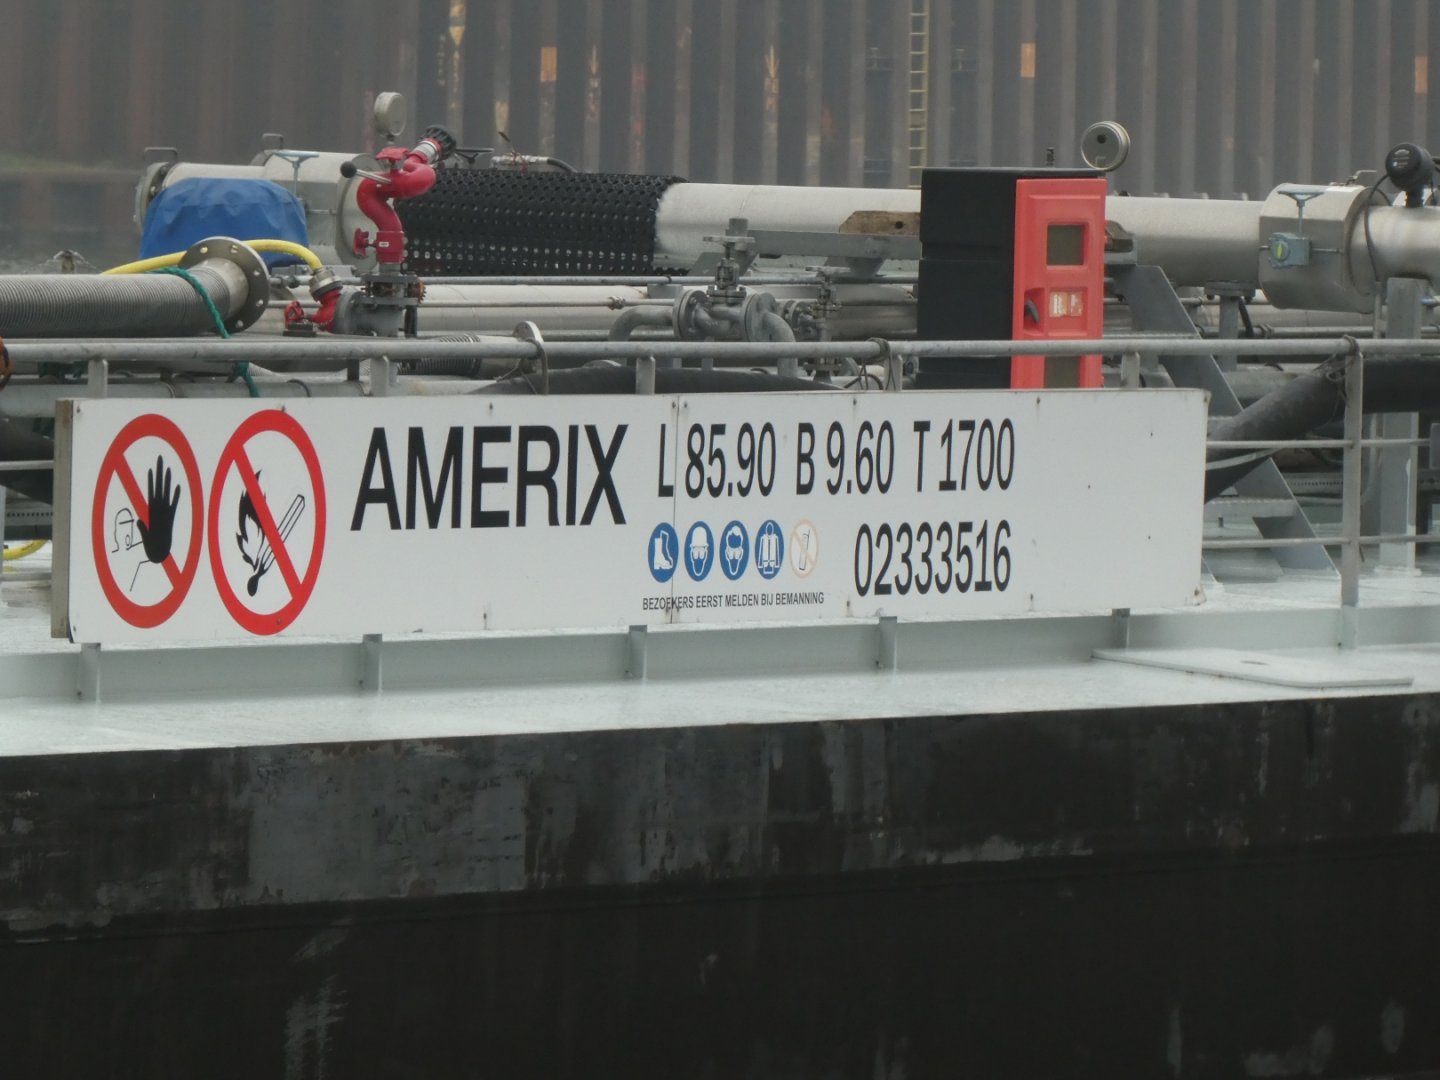 AMERIX L 85.90 B 9.60 T 1700
02333516
BEZOEKERS EERST MELDEN BIJ BEMANNING